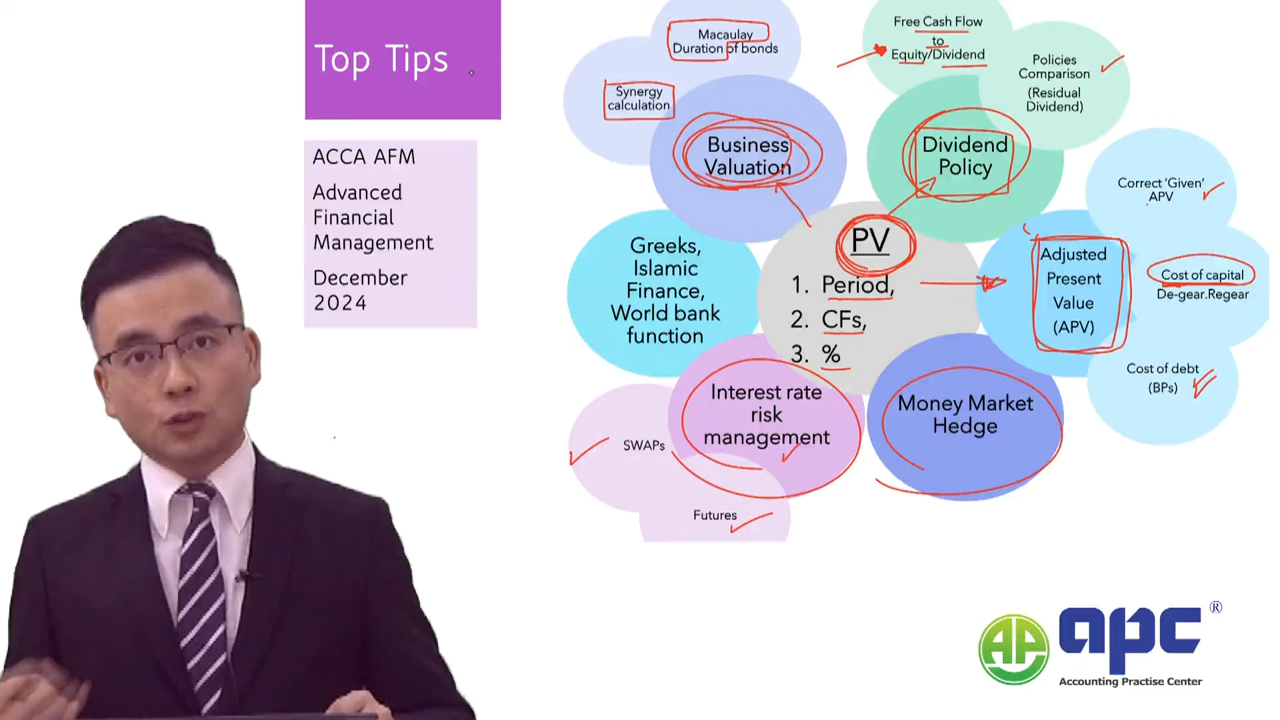 Top Tips
ACCA AFM
Advanced
Financial
Management
December
2024
Macaulay
Duration of bonds
Synergy
calculation
Business
Valuation
Free Cash Flow
to
Equity/Dividend
Policies
Comparison
(Residual
Dividend)
Dividend
Policy
Correct ‘Given’
APV
Adjusted
Present
Value
(APV)
Cost of capital
De-gear.Regear
Cost of debt
(BPs)
PV
1. Period,
2. CFs,
3. %
Greeks,
Islamic
Finance,
World bank
function
Interest rate
risk
management
SWAPs
Futures
Money Market
Hedge
AP
apc®
Accounting Practise Center